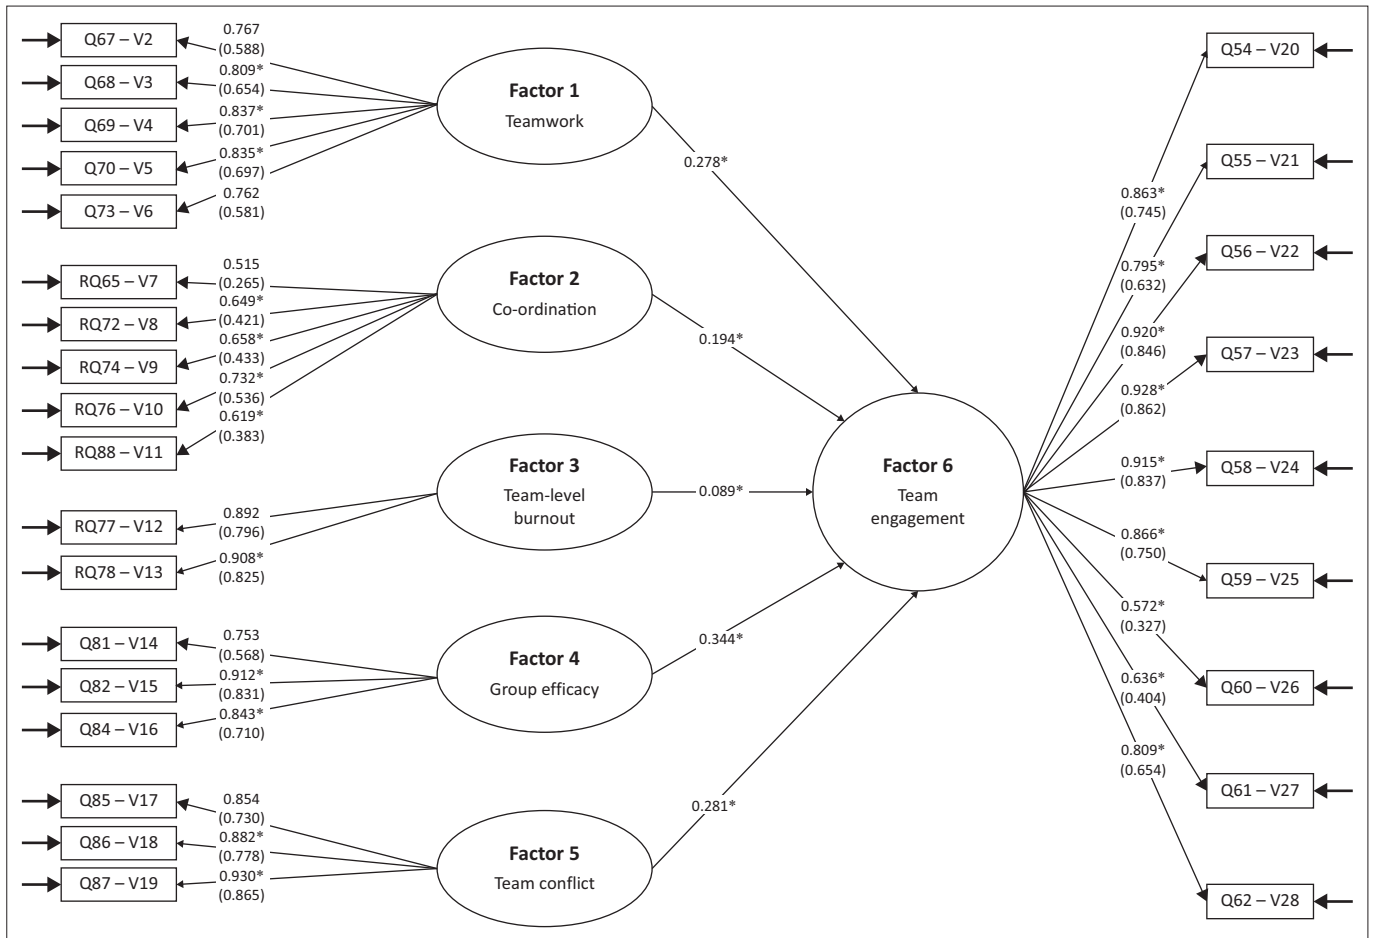 Q67 – V2
0.767
(0.588)
Q68 – V3
0.809*
(0.654)
Q69 – V4
0.837*
(0.701)
Q70 – V5
0.835*
(0.697)
Q73 – V6
0.762
(0.581)
Factor 1
Teamwork
0.278*
RQ65 – V7
0.515
(0.265)
RQ72 – V8
0.649*
(0.421)
RQ74 – V9
0.658*
(0.433)
RQ76 – V10
0.732*
(0.536)
RQ88 – V11
0.619*
(0.383)
Factor 2
Co-ordination
0.194*
RQ77 – V12
0.892
(0.796)
RQ78 – V13
0.908*
(0.825)
Factor 3
Team-level
burnout
0.089*
Q81 – V14
0.753
(0.568)
Q82 – V15
0.912*
(0.831)
Q84 – V16
0.843*
(0.710)
Factor 4
Group efficacy
0.344*
Q85 – V17
0.854
(0.730)
Q86 – V18
0.882*
(0.778)
Q87 – V19
0.930*
(0.865)
Factor 5
Team conflict
0.281*
Factor 6
Team
engagement
0.863*
(0.745)
Q54 – V20
0.795*
(0.632)
Q55 – V21
0.920*
(0.846)
Q56 – V22
0.928*
(0.862)
Q57 – V23
0.915*
(0.837)
Q58 – V24
0.866*
(0.750)
Q59 – V25
0.572*
(0.327)
Q60 – V26
0.636*
(0.404)
Q61 – V27
0.809*
(0.654)
Q62 – V28